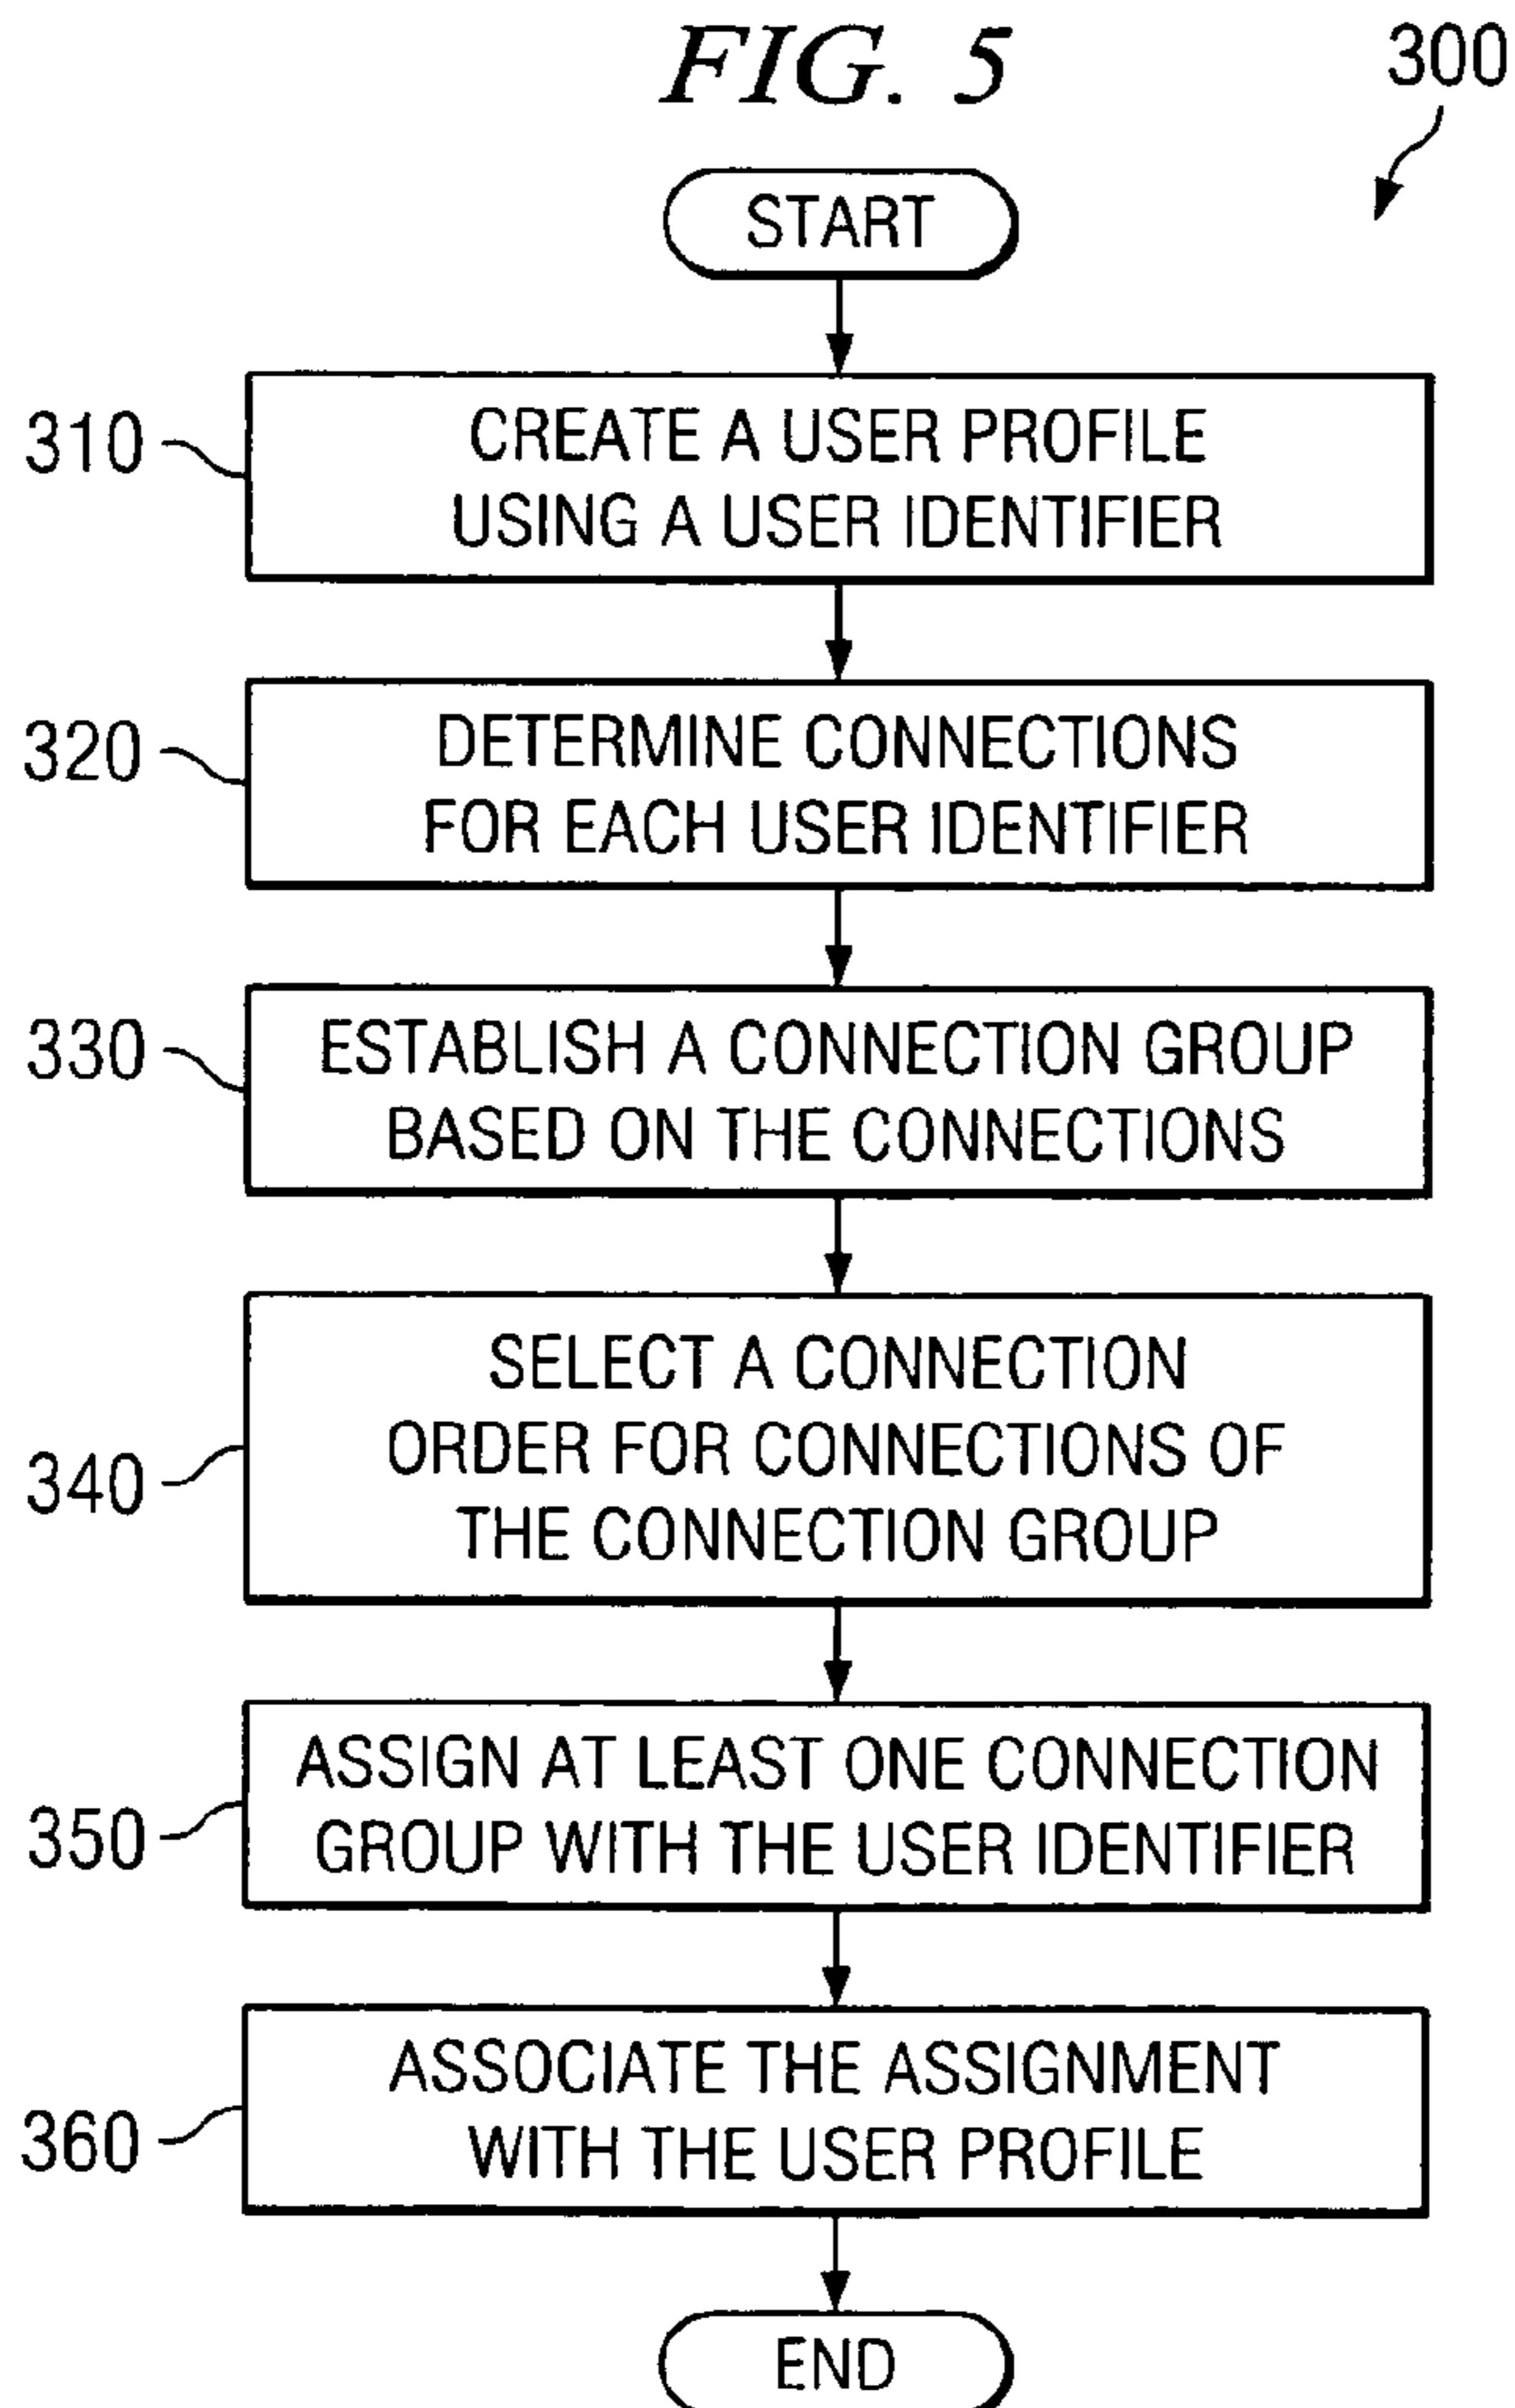 FIG. 5
300
START
310
CREATE A USER PROFILE
USING A USER IDENTIFIER
320
DETERMINE CONNECTIONS
FOR EACH USER IDENTIFIER
330
ESTABLISH A CONNECTION GROUP
BASED ON THE CONNECTIONS
340
SELECT A CONNECTION
ORDER FOR CONNECTIONS OF
THE CONNECTION GROUP
350
ASSIGN AT LEAST ONE CONNECTION
GROUP WITH THE USER IDENTIFIER
360
ASSOCIATE THE ASSIGNMENT
WITH THE USER PROFILE
END